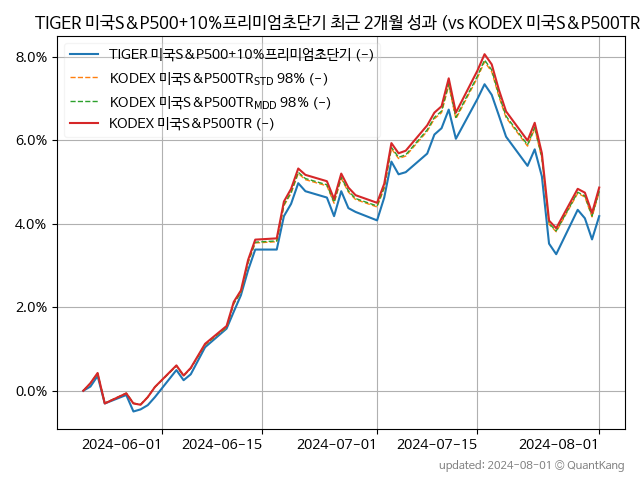 TIGER 미국S&P500+10%프리미엄초단기 최근 2개월 성과 (vs KODEX 미국S&P500TR
8.0%
6.0%
4.0%
2.0%
0.0%
TIGER 미국S&P500+10%프리미엄초단기 (-)
KODEX 미국S&P500TR STD 98% (-)
KODEX 미국S&P500TR MDD 98% (-)
KODEX 미국S&P500TR (-)
2024-06-01 2024-06-15 2024-07-01 2024-07-15 2024-08-01
updated: 2024-08-01 © QuantKang